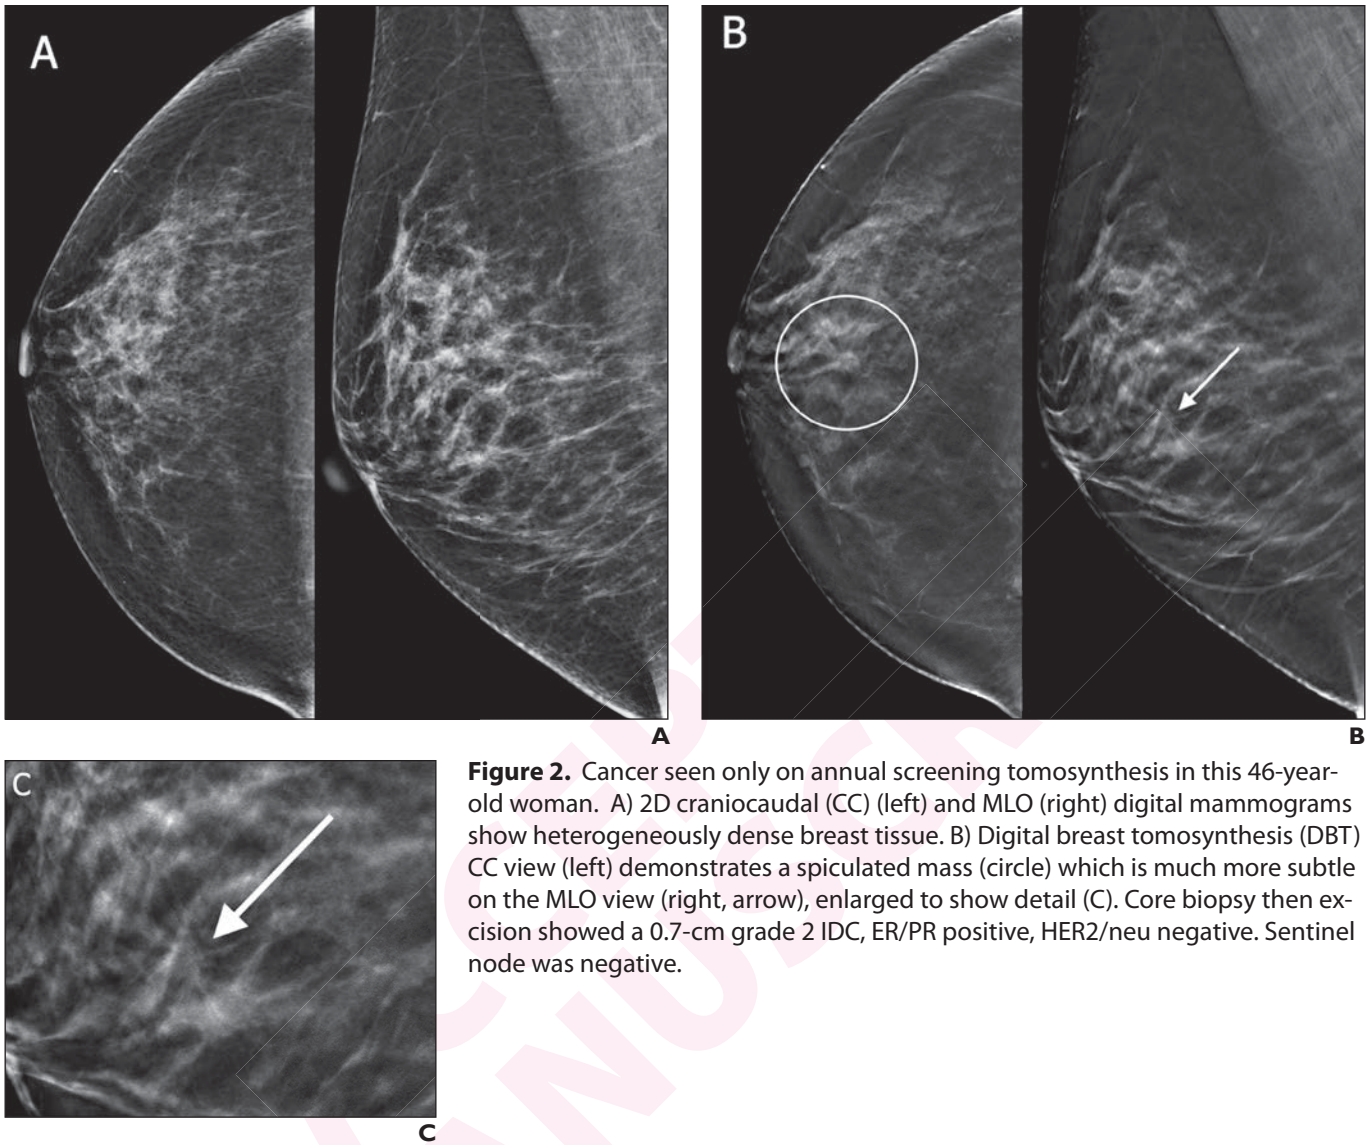 A
B
A
B
C
C
Figure 2. Cancer seen only on annual screening tomosynthesis in this 46-year-
old woman. A) 2D craniocaudal (CC) (left) and MLO (right) digital mammograms
show heterogeneously dense breast tissue. B) Digital breast tomosynthesis (DBT)
CC view (left) demonstrates a spiculated mass (circle) which is much more subtle
on the MLO view (right, arrow), enlarged to show detail (C). Core biopsy then ex-
cision showed a 0.7-cm grade 2 IDC, ER/PR positive, HER2/neu negative. Sentinel
node was negative.